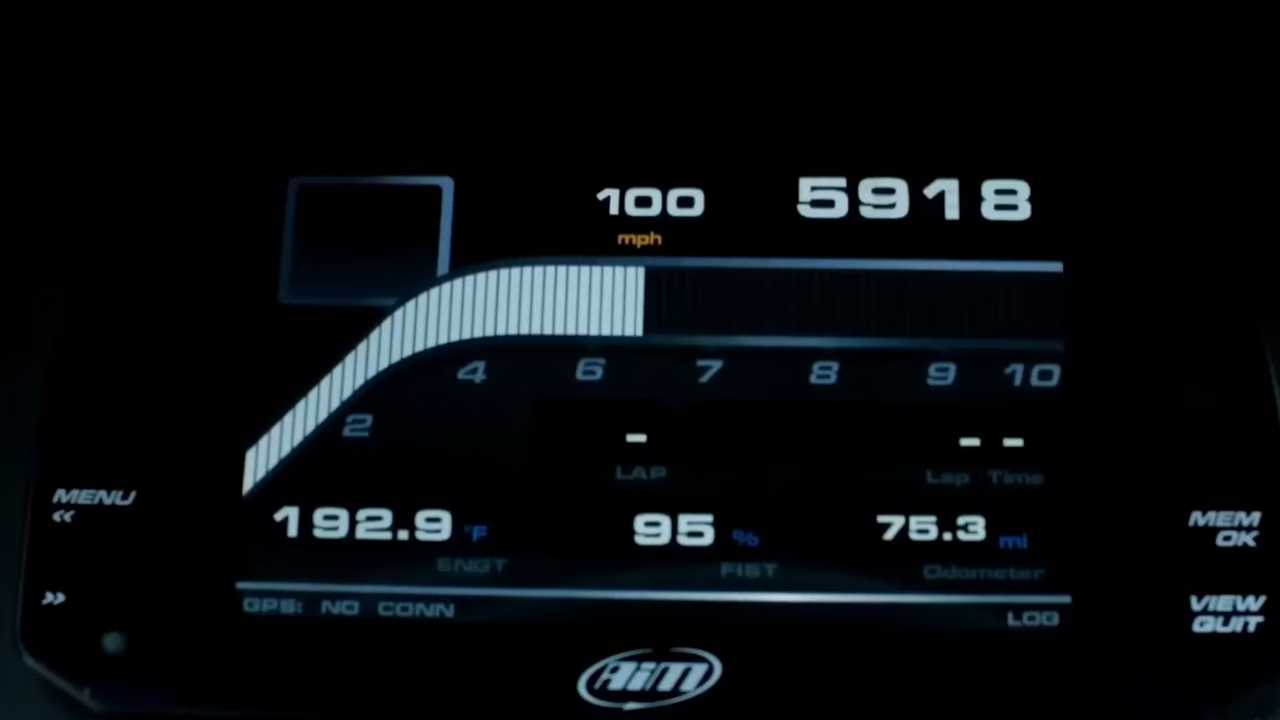 100 5918
mph
4 6 7 8 9 10
2
- - -
LAP Lap Time
MENU
<<
192.9 °F 95 % 75.3 mi
MEM
OK
ENGT FIST Odometer
>>
GPS: NO CONN LOG
VIEW
QUIT
AiM